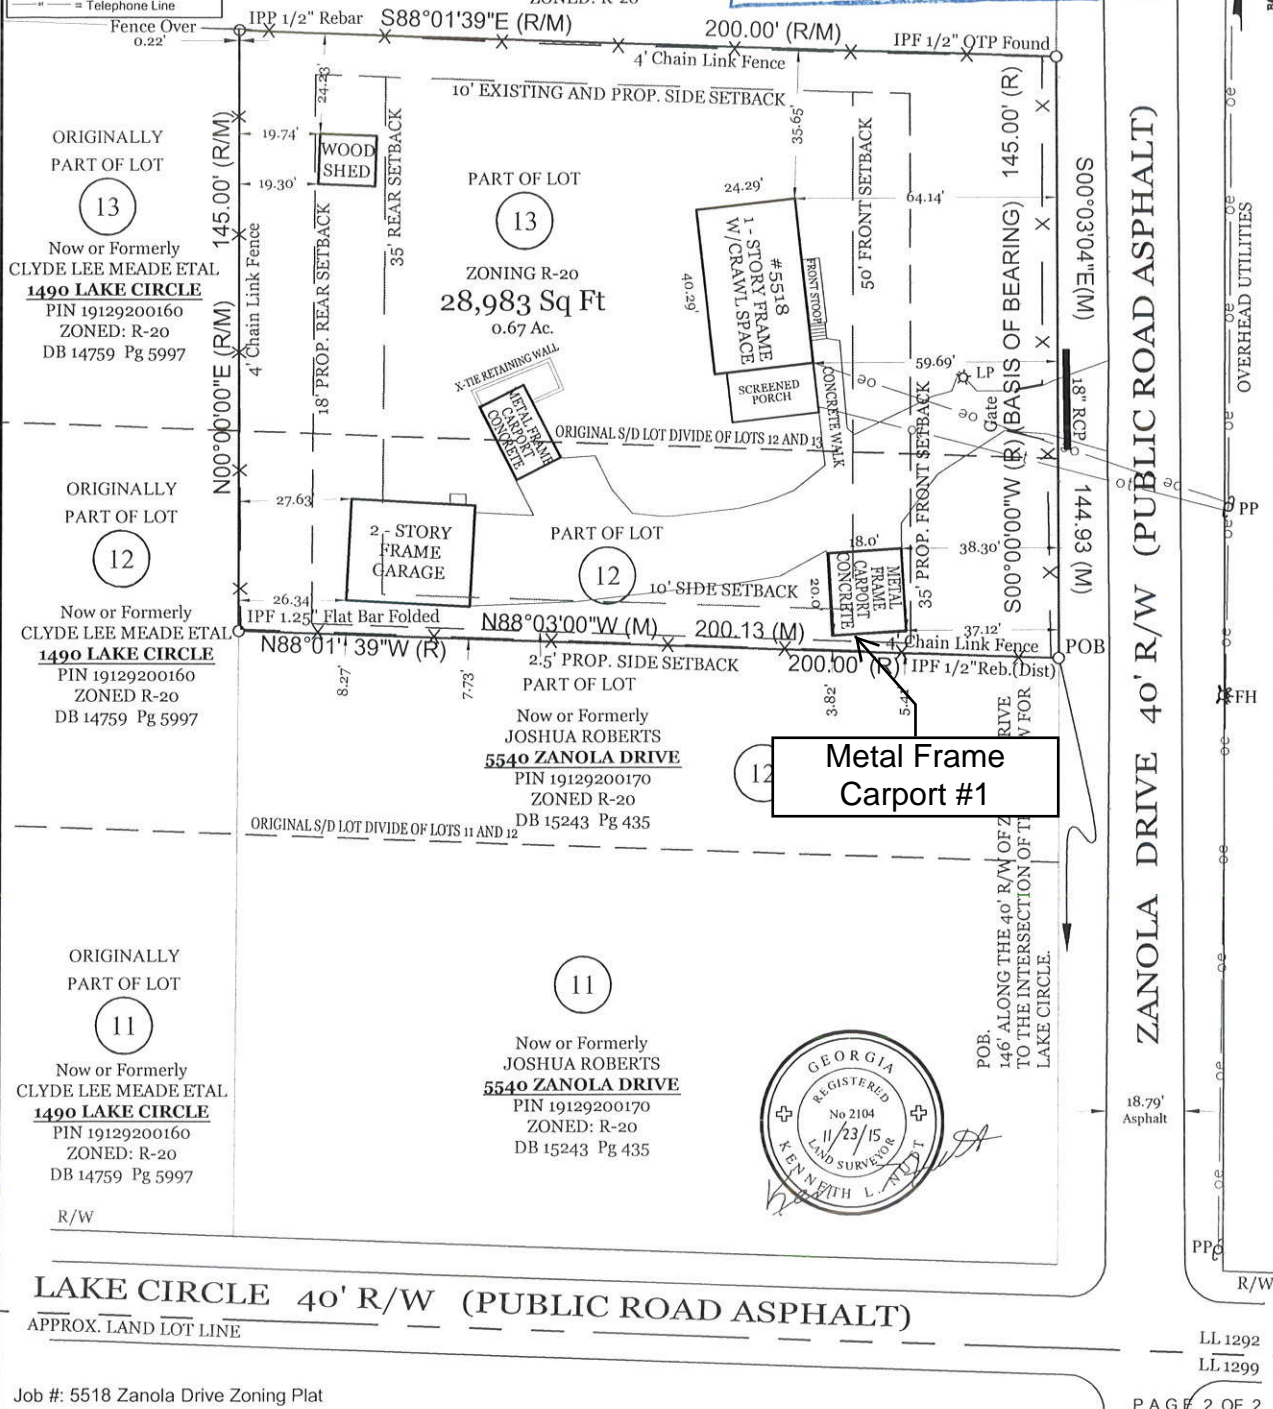 = Telephone Line
Fence Over
0.22'
IPP 1/2" Rebar
S88°01'39"E (R/M)
200.00' (R/M)
IPF 1/2" OTP Found
4' Chain Link Fence
10' EXISTING AND PROP. SIDE SETBACK
24.23'
19.74'
19.30'
WOOD
SHED
35' REAR SETBACK
18' PROP. REAR SETBACK
145.00' (R/M)
N00°00'00"E (R/M)
4' Chain Link Fence
ORIGINALLY
PART OF LOT
13
Now or Formerly
CLYDE LEE MEADE ETAL
1490 LAKE CIRCLE
PIN 19129200160
ZONED: R-20
DB 14759 Pg 5997
PART OF LOT
13
ZONING R-20
28,983 Sq Ft
0.67 Ac.
X-TIE RETAINING WALL
METAL FRAME
CARPORT
CONCRETE
35.65'
24.29'
40.29'
#5518
1 - STORY FRAME
W/CRAWL SPACE
FRONT STOOP
SCREENED
PORCH
CONCRETE WALK
64.14'
50' FRONT SETBACK
59.69'
LP
Gate
35' PROP. FRONT SETBACK
145.00' (R)
S00°00'00"W (R) (BASIS OF BEARING)
S00°03'04"E(M)
144.93 (M)
18" RCP
ZANOLA DRIVE 40' R/W (PUBLIC ROAD ASPHALT)
OVERHEAD UTILITIES
oe
oe
oe
PP
FH
ORIGINAL S/D LOT DIVIDE OF LOTS 12 AND 13
ORIGINALLY
PART OF LOT
12
Now or Formerly
CLYDE LEE MEADE ETAL
1490 LAKE CIRCLE
PIN 19129200160
ZONED R-20
DB 14759 Pg 5997
27.63
26.34
2 - STORY
FRAME
GARAGE
PART OF LOT
12
10' SIDE SETBACK
18.0'
20.0'
METAL
FRAME
CARPORT
CONCRETE
38.30'
37.12'
IPF 1.25" Flat Bar Folded
N88°03'00"W (M)
200.13 (M)
4' Chain Link Fence
POB
N88°01' 39"W (R)
2.5' PROP. SIDE SETBACK
200.00 (R)
IPF 1/2"Reb.(Dist)
8.27'
7.73'
3.82'
PART OF LOT
Now or Formerly
JOSHUA ROBERTS
5540 ZANOLA DRIVE
PIN 19129200170
ZONED R-20
DB 15243 Pg 435
12
Metal Frame
Carport #1
ORIGINAL S/D LOT DIVIDE OF LOTS 11 AND 12
POB.
146' ALONG THE 40' R/W OF
TO THE INTERSECTION OF
LAKE CIRCLE.
ORIGINALLY
PART OF LOT
11
Now or Formerly
CLYDE LEE MEADE ETAL
1490 LAKE CIRCLE
PIN 19129200160
ZONED: R-20
DB 14759 Pg 5997
11
Now or Formerly
JOSHUA ROBERTS
5540 ZANOLA DRIVE
PIN 19129200170
ZONED: R-20
DB 15243 Pg 435
GEORGIA
REGISTERED
No 2104
11/23/15
LAND SURVEYOR
KENNETH L. NUTT
18.79'
Asphalt
R/W
PP
R/W
LAKE CIRCLE 40' R/W (PUBLIC ROAD ASPHALT)
APPROX. LAND LOT LINE
LL 1292
LL 1299
Job #: 5518 Zanola Drive Zoning Plat
PAGE 2 OF 2